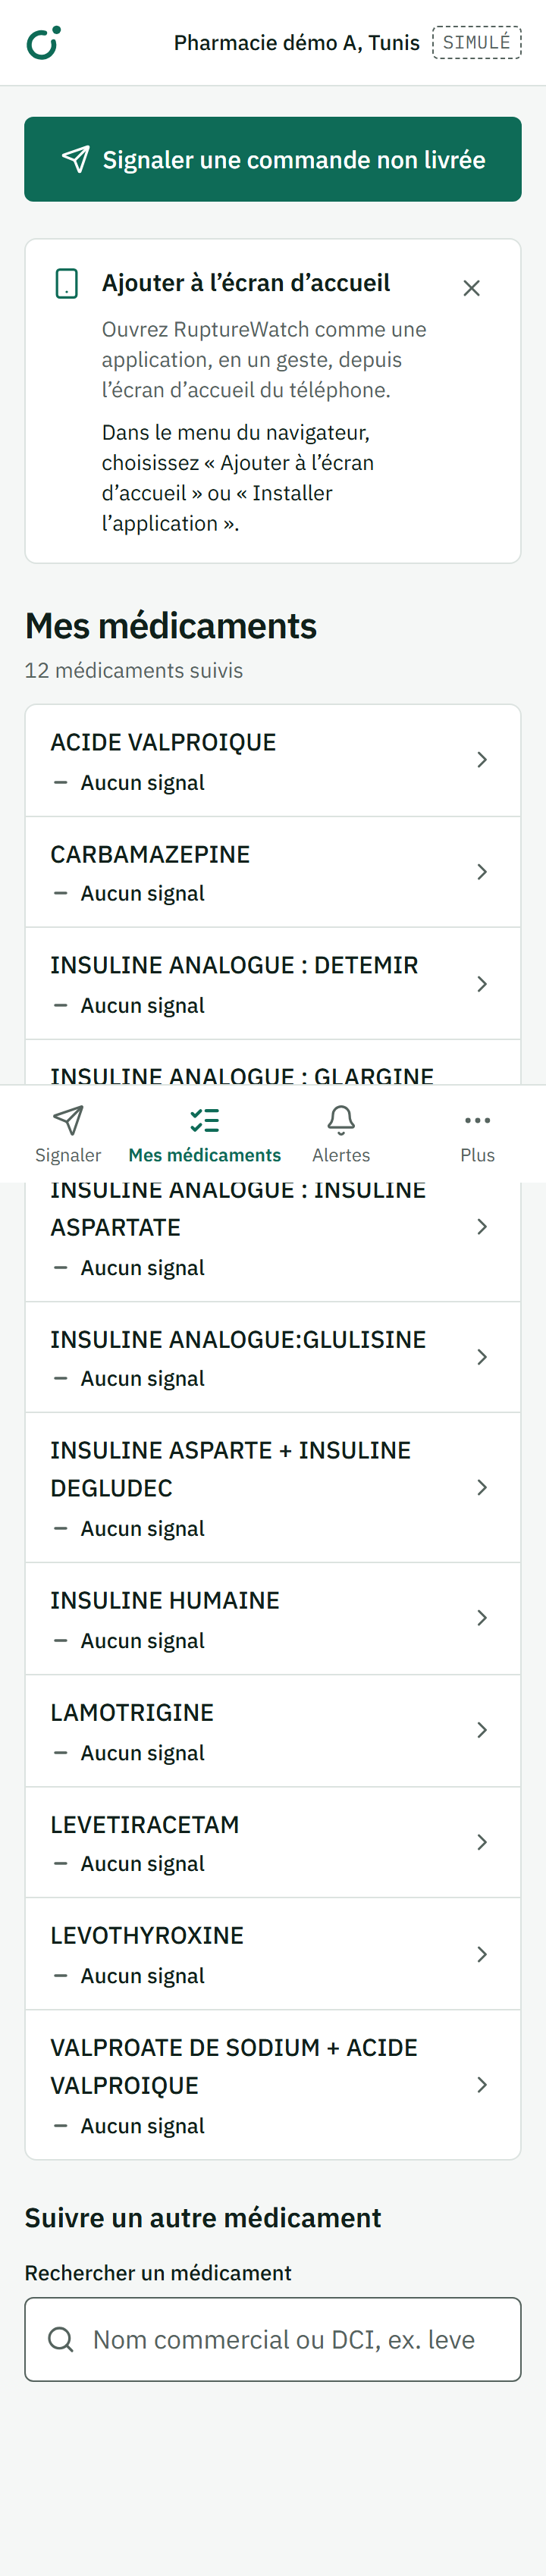 Pharmacie démo A, Tunis SIMULÉ
Signaler une commande non livrée
Ajouter à l’écran d’accueil
Ouvrez RuptureWatch comme une
application, en un geste, depuis
l’écran d’accueil du téléphone.
Dans le menu du navigateur,
choisissez « Ajouter à l’écran
d’accueil » ou « Installer
l’application ».
Mes médicaments
12 médicaments suivis
ACIDE VALPROIQUE
Aucun signal
CARBAMAZEPINE
Aucun signal
INSULINE ANALOGUE : DETEMIR
Aucun signal
INSULINE ANALOGUE : GLARGINE
Signaler Mes médicaments Alertes Plus
INSULINE ANALOGUE : INSULINE
ASPARTATE
Aucun signal
INSULINE ANALOGUE:GLULISINE
Aucun signal
INSULINE ASPARTE + INSULINE
DEGLUDEC
Aucun signal
INSULINE HUMAINE
Aucun signal
LAMOTRIGINE
Aucun signal
LEVETIRACETAM
Aucun signal
LEVOTHYROXINE
Aucun signal
VALPROATE DE SODIUM + ACIDE
VALPROIQUE
Aucun signal
Suivre un autre médicament
Rechercher un médicament
Nom commercial ou DCI, ex. leve